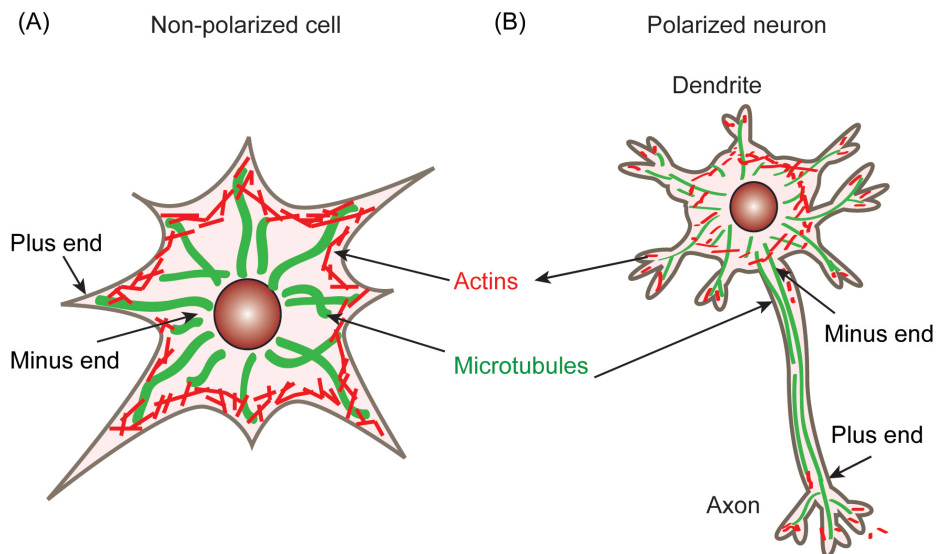 (A)
Non-polarized cell
(B)
Polarized neuron
Dendrite
Plus end
Actins
Minus end
Minus end
Microtubules
Plus end
Axon